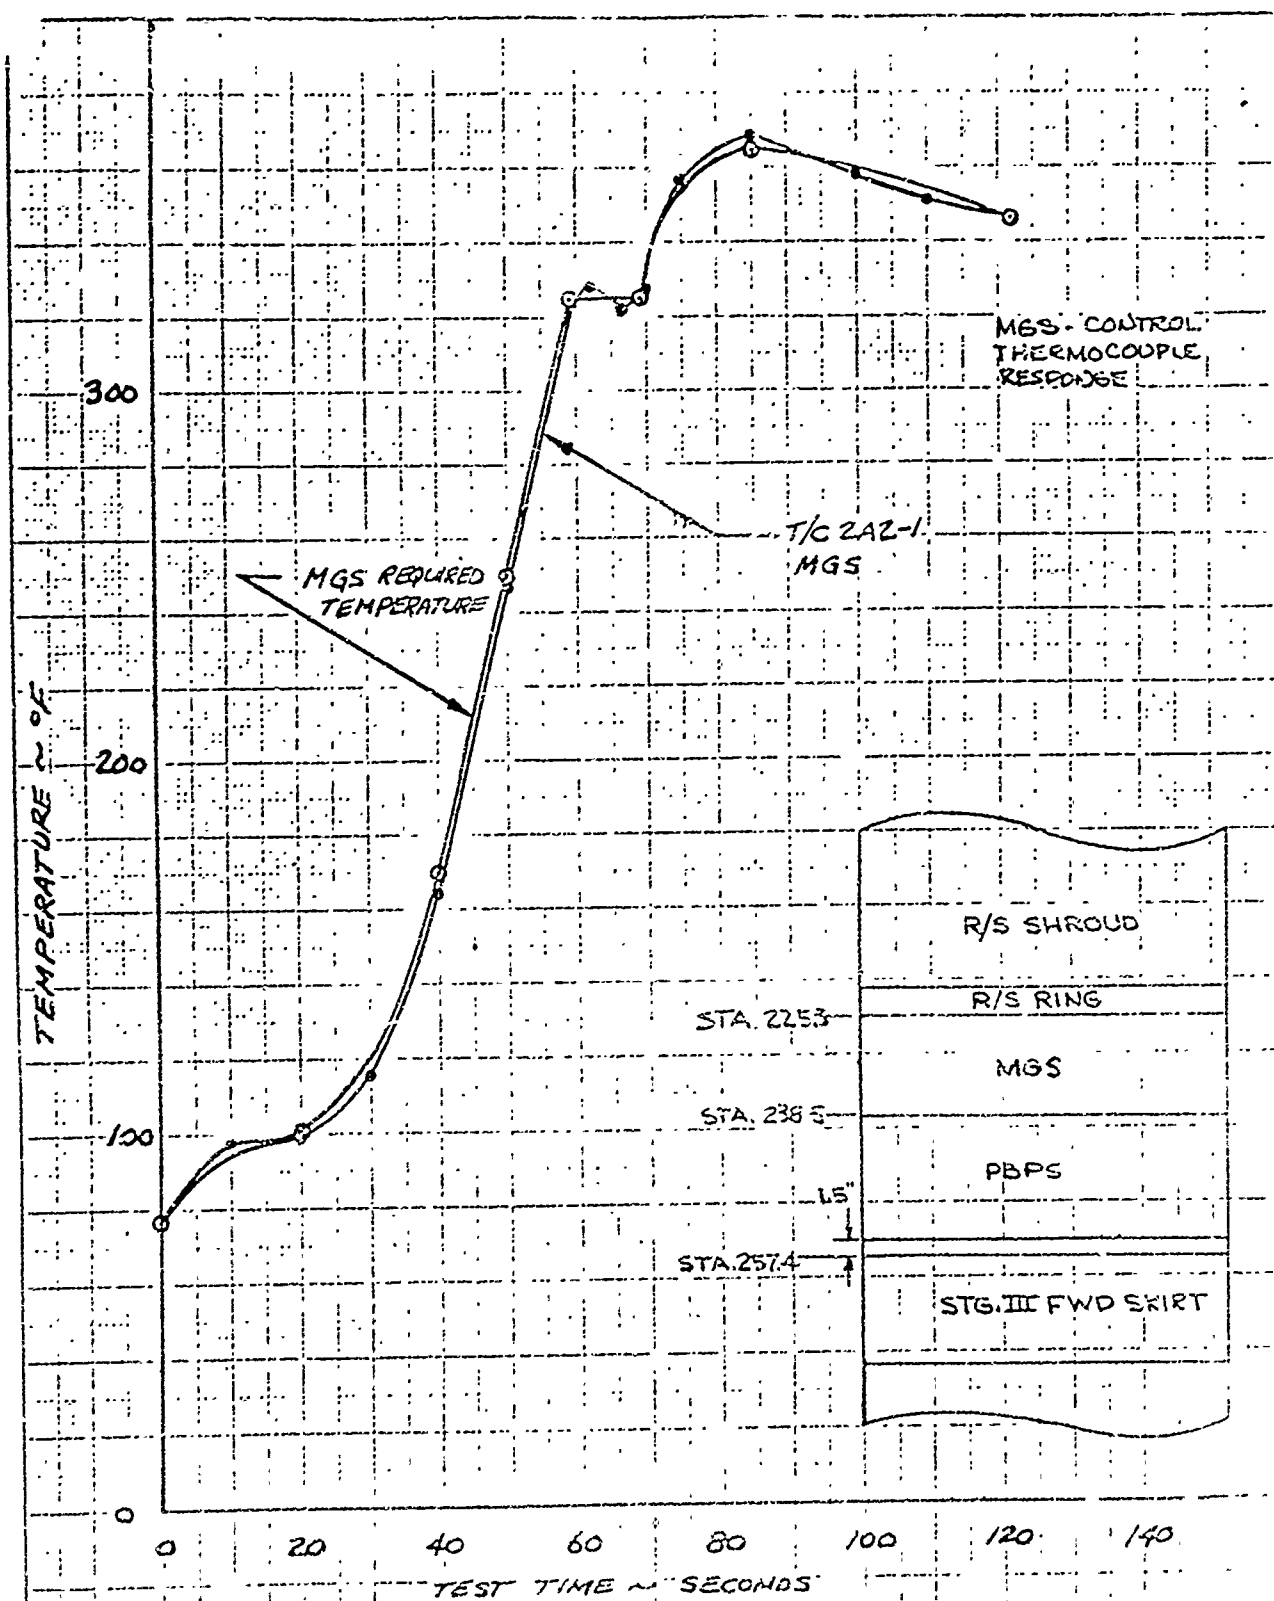 MGS - CONTROL
THERMOCOUPLE
RESPONSE
300
T/C 2A2-1
MGS
MGS REQUIRED
TEMPERATURE
TEMPERATURE ~ °F
200
R/S SHROUD
R/S RING
STA. 225.3
MGS
STA. 238.5
100
PBPS
1.5"
STA. 257.4
STG. III FWD SKIRT
0
0 20 40 60 80 100 120 140
TEST TIME ~ SECONDS